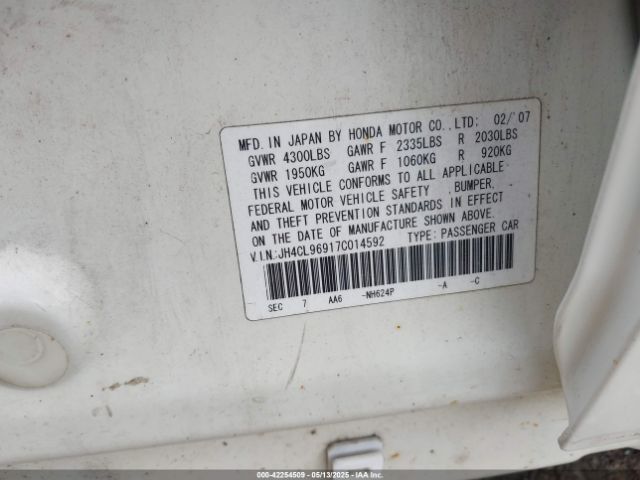 MFD. IN JAPAN BY HONDA MOTOR CO., LTD: 02/'07
GVWR 4300LBS GAWR F 2335LBS R 2030LBS
GVWR 1950KG GAWR F 1060KG R 920KG
THIS VEHICLE CONFORMS TO ALL APPLICABLE
FEDERAL MOTOR VEHICLE SAFETY , BUMPER,
AND THEFT PREVENTION STANDARDS IN EFFECT
ON THE DATE OF MANUFACTURE SHOWN ABOVE.
V.I.N:JH4CL96917C014592 TYPE: PASSENGER CAR
SEC 7 AA6 -NH624P -A -C
000-42254509 - 05/13/2025 - IAAI.COM